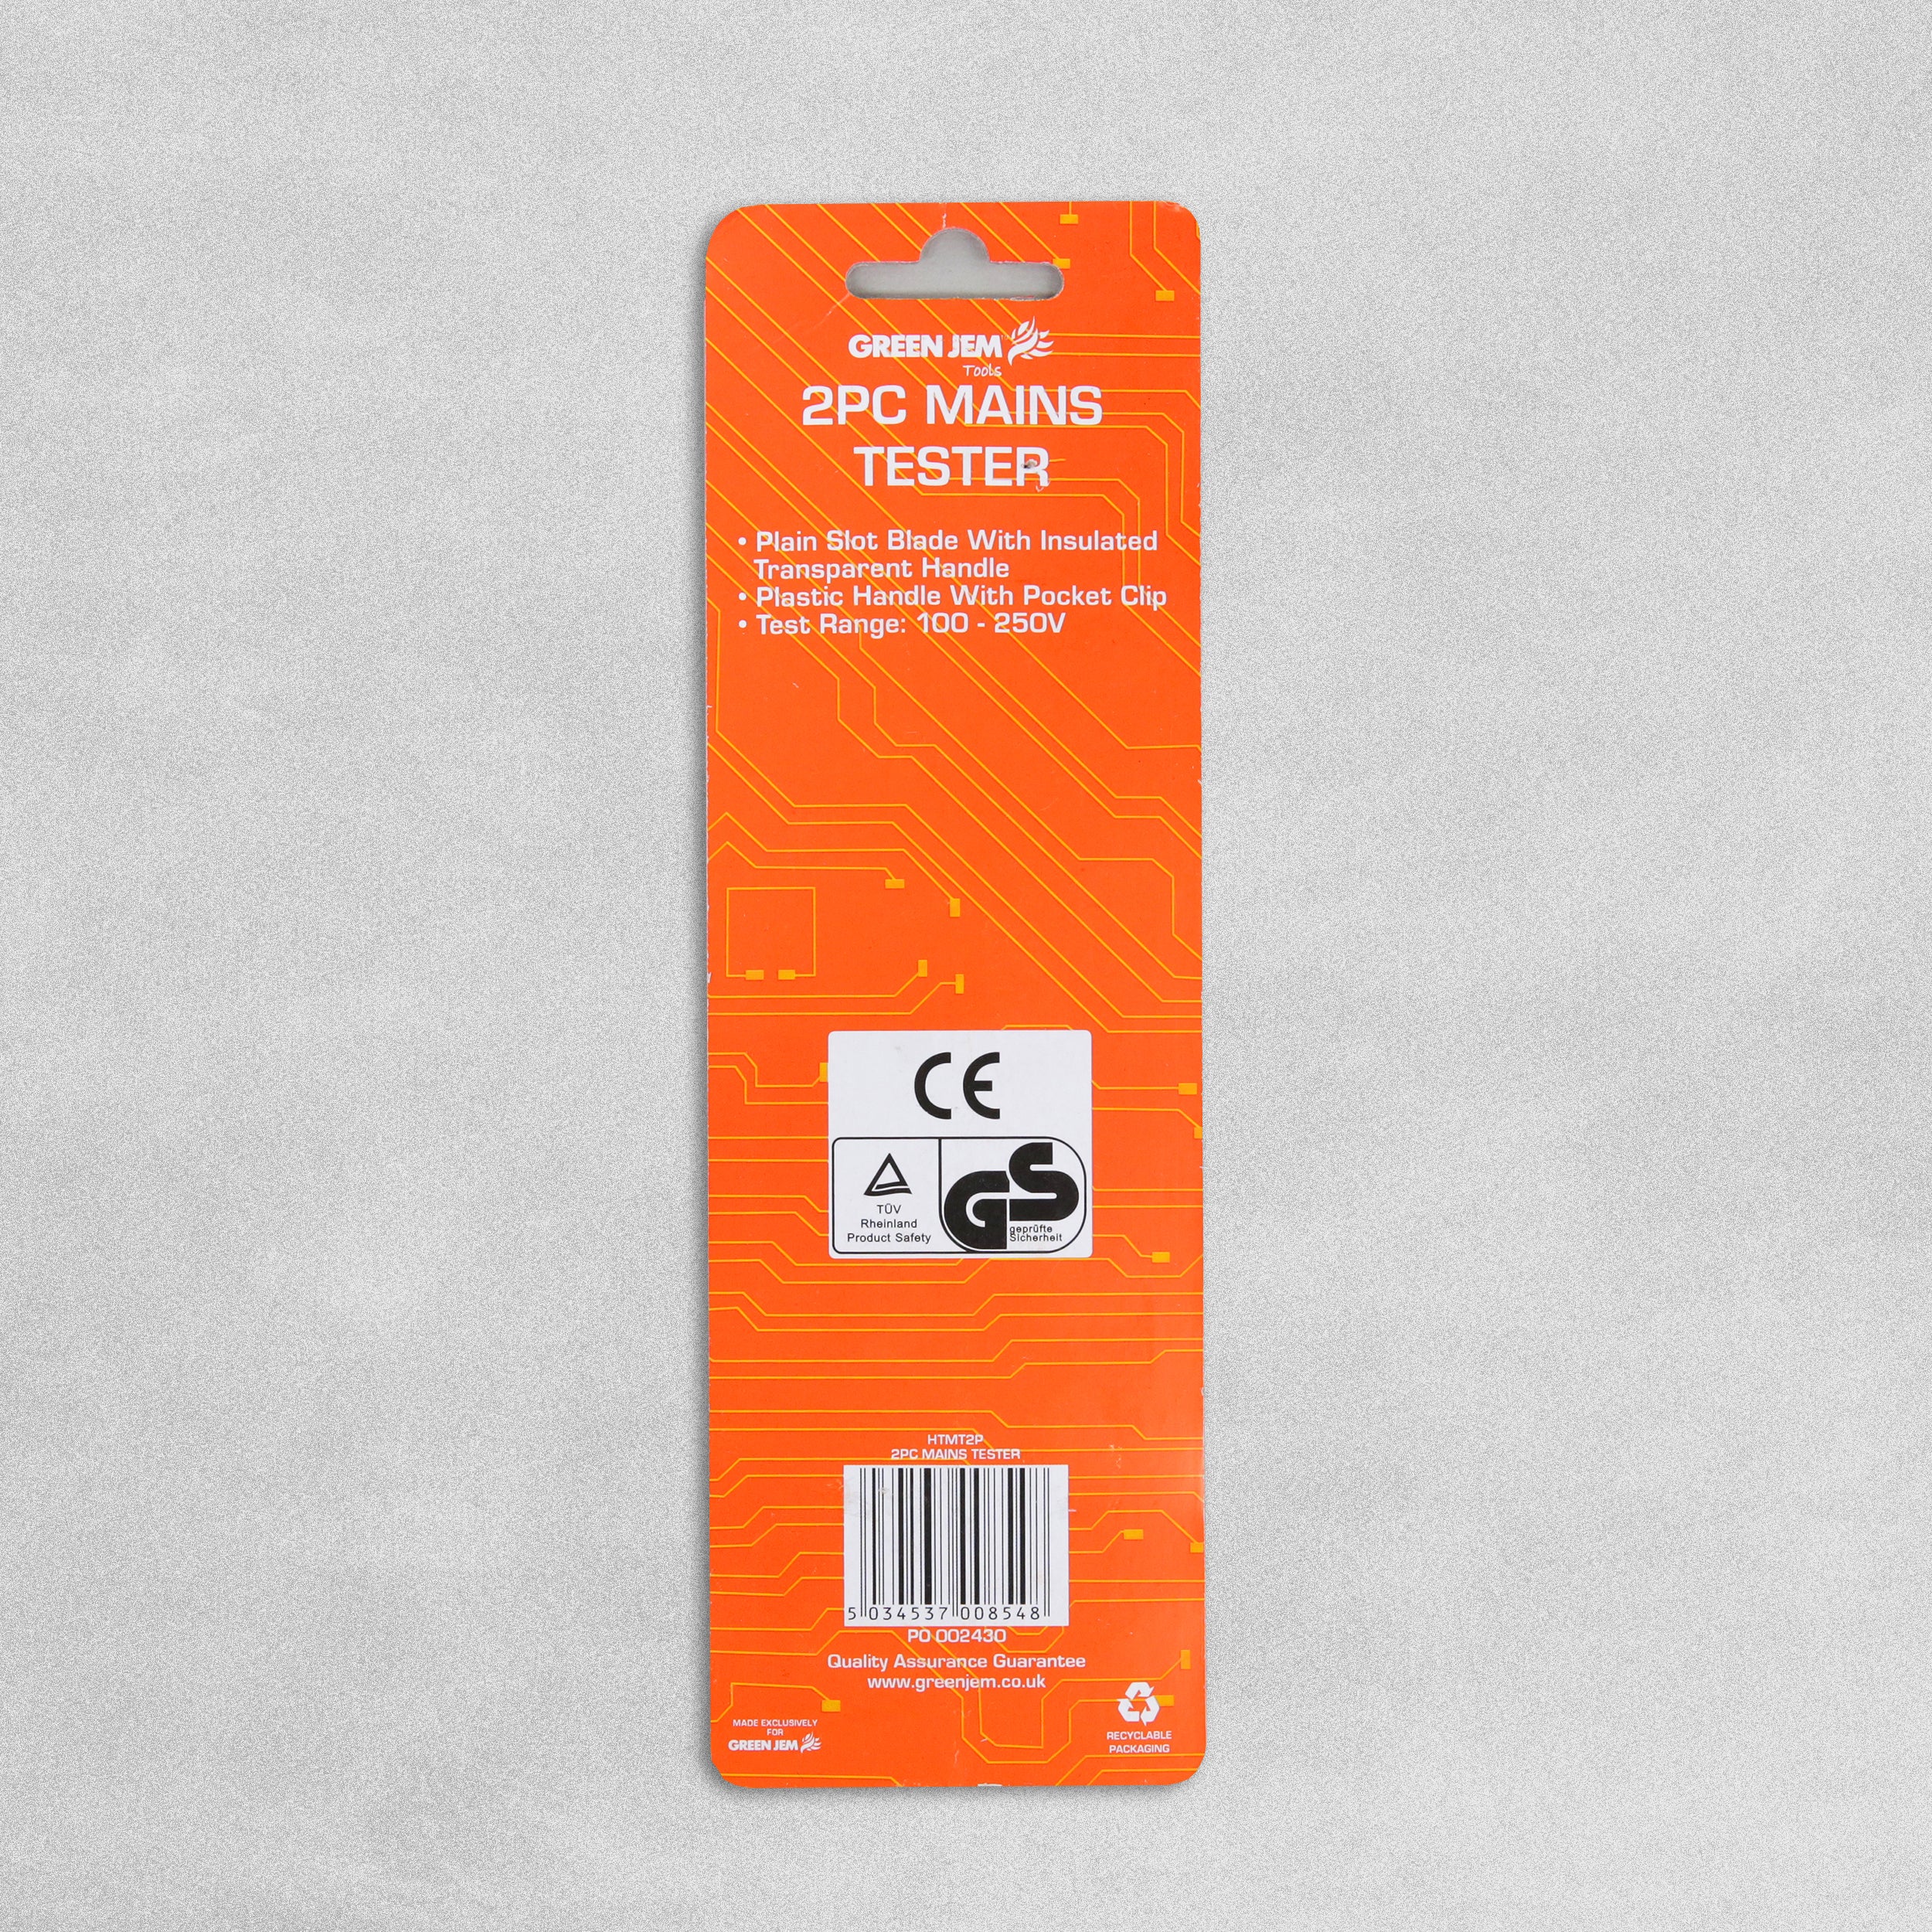 GREEN JEM
Tools
2PC MAINS
TESTER
• Plain Slot Blade With Insulated
Transparent Handle
• Plastic Handle With Pocket Clip
• Test Range: 100 - 250V
CE
TÜV
Rheinland
Product Safety
GS
geprüfte
Sicherheit
HTMT2P
2PC MAINS TESTER
5 034537 008548
PO 002430
Quality Assurance Guarantee
www.greenjem.co.uk
MADE EXCLUSIVELY
FOR
GREEN JEM
RECYCLABLE
PACKAGING